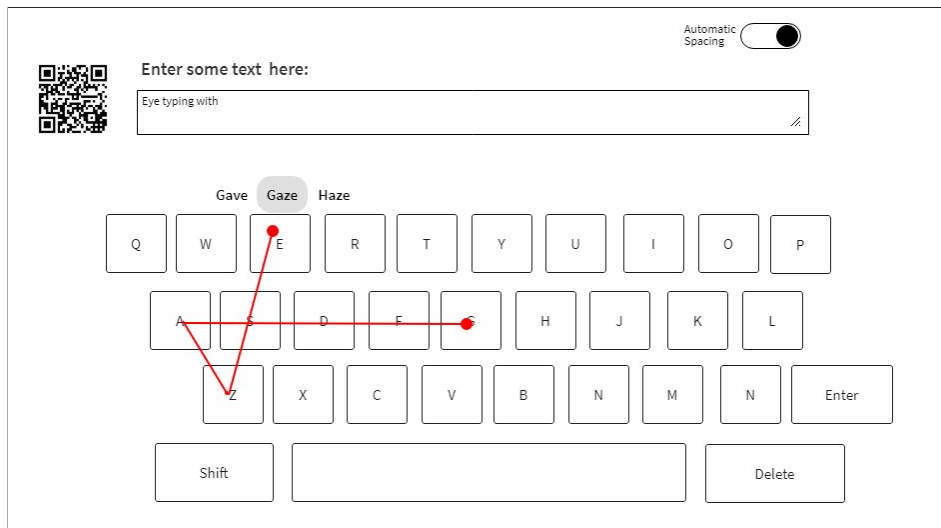 Automatic
Spacing
Enter some text here:
Eye typing with
Gave Gaze Haze
Q W E R T Y U I O P
A S D F G H J K L
Z X C V B N M N Enter
Shift Delete